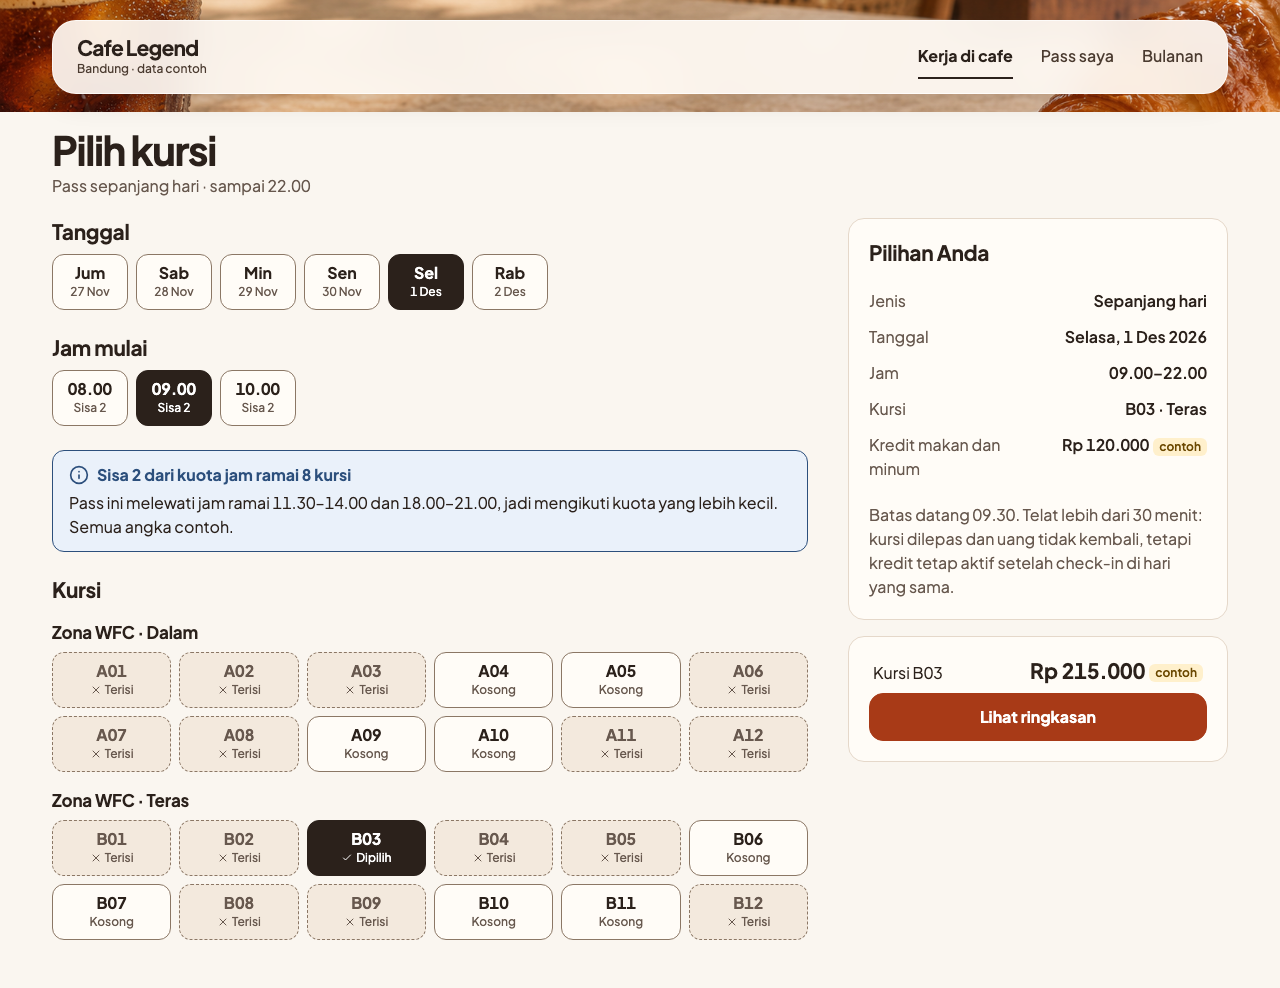 Cafe Legend
Bandung · data contoh
Kerja di cafe
Pass saya
Bulanan
Pilih kursi
Pass sepanjang hari · sampai 22.00
Tanggal
Jum
27 Nov
Sab
28 Nov
Min
29 Nov
Sen
30 Nov
Sel
1 Des
Rab
2 Des
Jam mulai
08.00
Sisa 2
09.00
Sisa 2
10.00
Sisa 2
Sisa 2 dari kuota jam ramai 8 kursi
Pass ini melewati jam ramai 11.30–14.00 dan 18.00–21.00, jadi mengikuti kuota yang lebih kecil.
Semua angka contoh.
Kursi
Zona WFC · Dalam
A01
× Terisi
A02
× Terisi
A03
× Terisi
A04
Kosong
A05
Kosong
A06
× Terisi
A07
× Terisi
A08
× Terisi
A09
Kosong
A10
Kosong
A11
× Terisi
A12
× Terisi
Zona WFC · Teras
B01
× Terisi
B02
× Terisi
B03
✓ Dipilih
B04
× Terisi
B05
× Terisi
B06
Kosong
B07
Kosong
B08
× Terisi
B09
× Terisi
B10
Kosong
B11
Kosong
B12
× Terisi
Pilihan Anda
Jenis Sepanjang hari
Tanggal Selasa, 1 Des 2026
Jam 09.00–22.00
Kursi B03 · Teras
Kredit makan dan Rp 120.000 contoh
minum
Batas datang 09.30. Telat lebih dari 30 menit:
kursi dilepas dan uang tidak kembali, tetapi
kredit tetap aktif setelah check-in di hari
yang sama.
Kursi B03 Rp 215.000 contoh
Lihat ringkasan